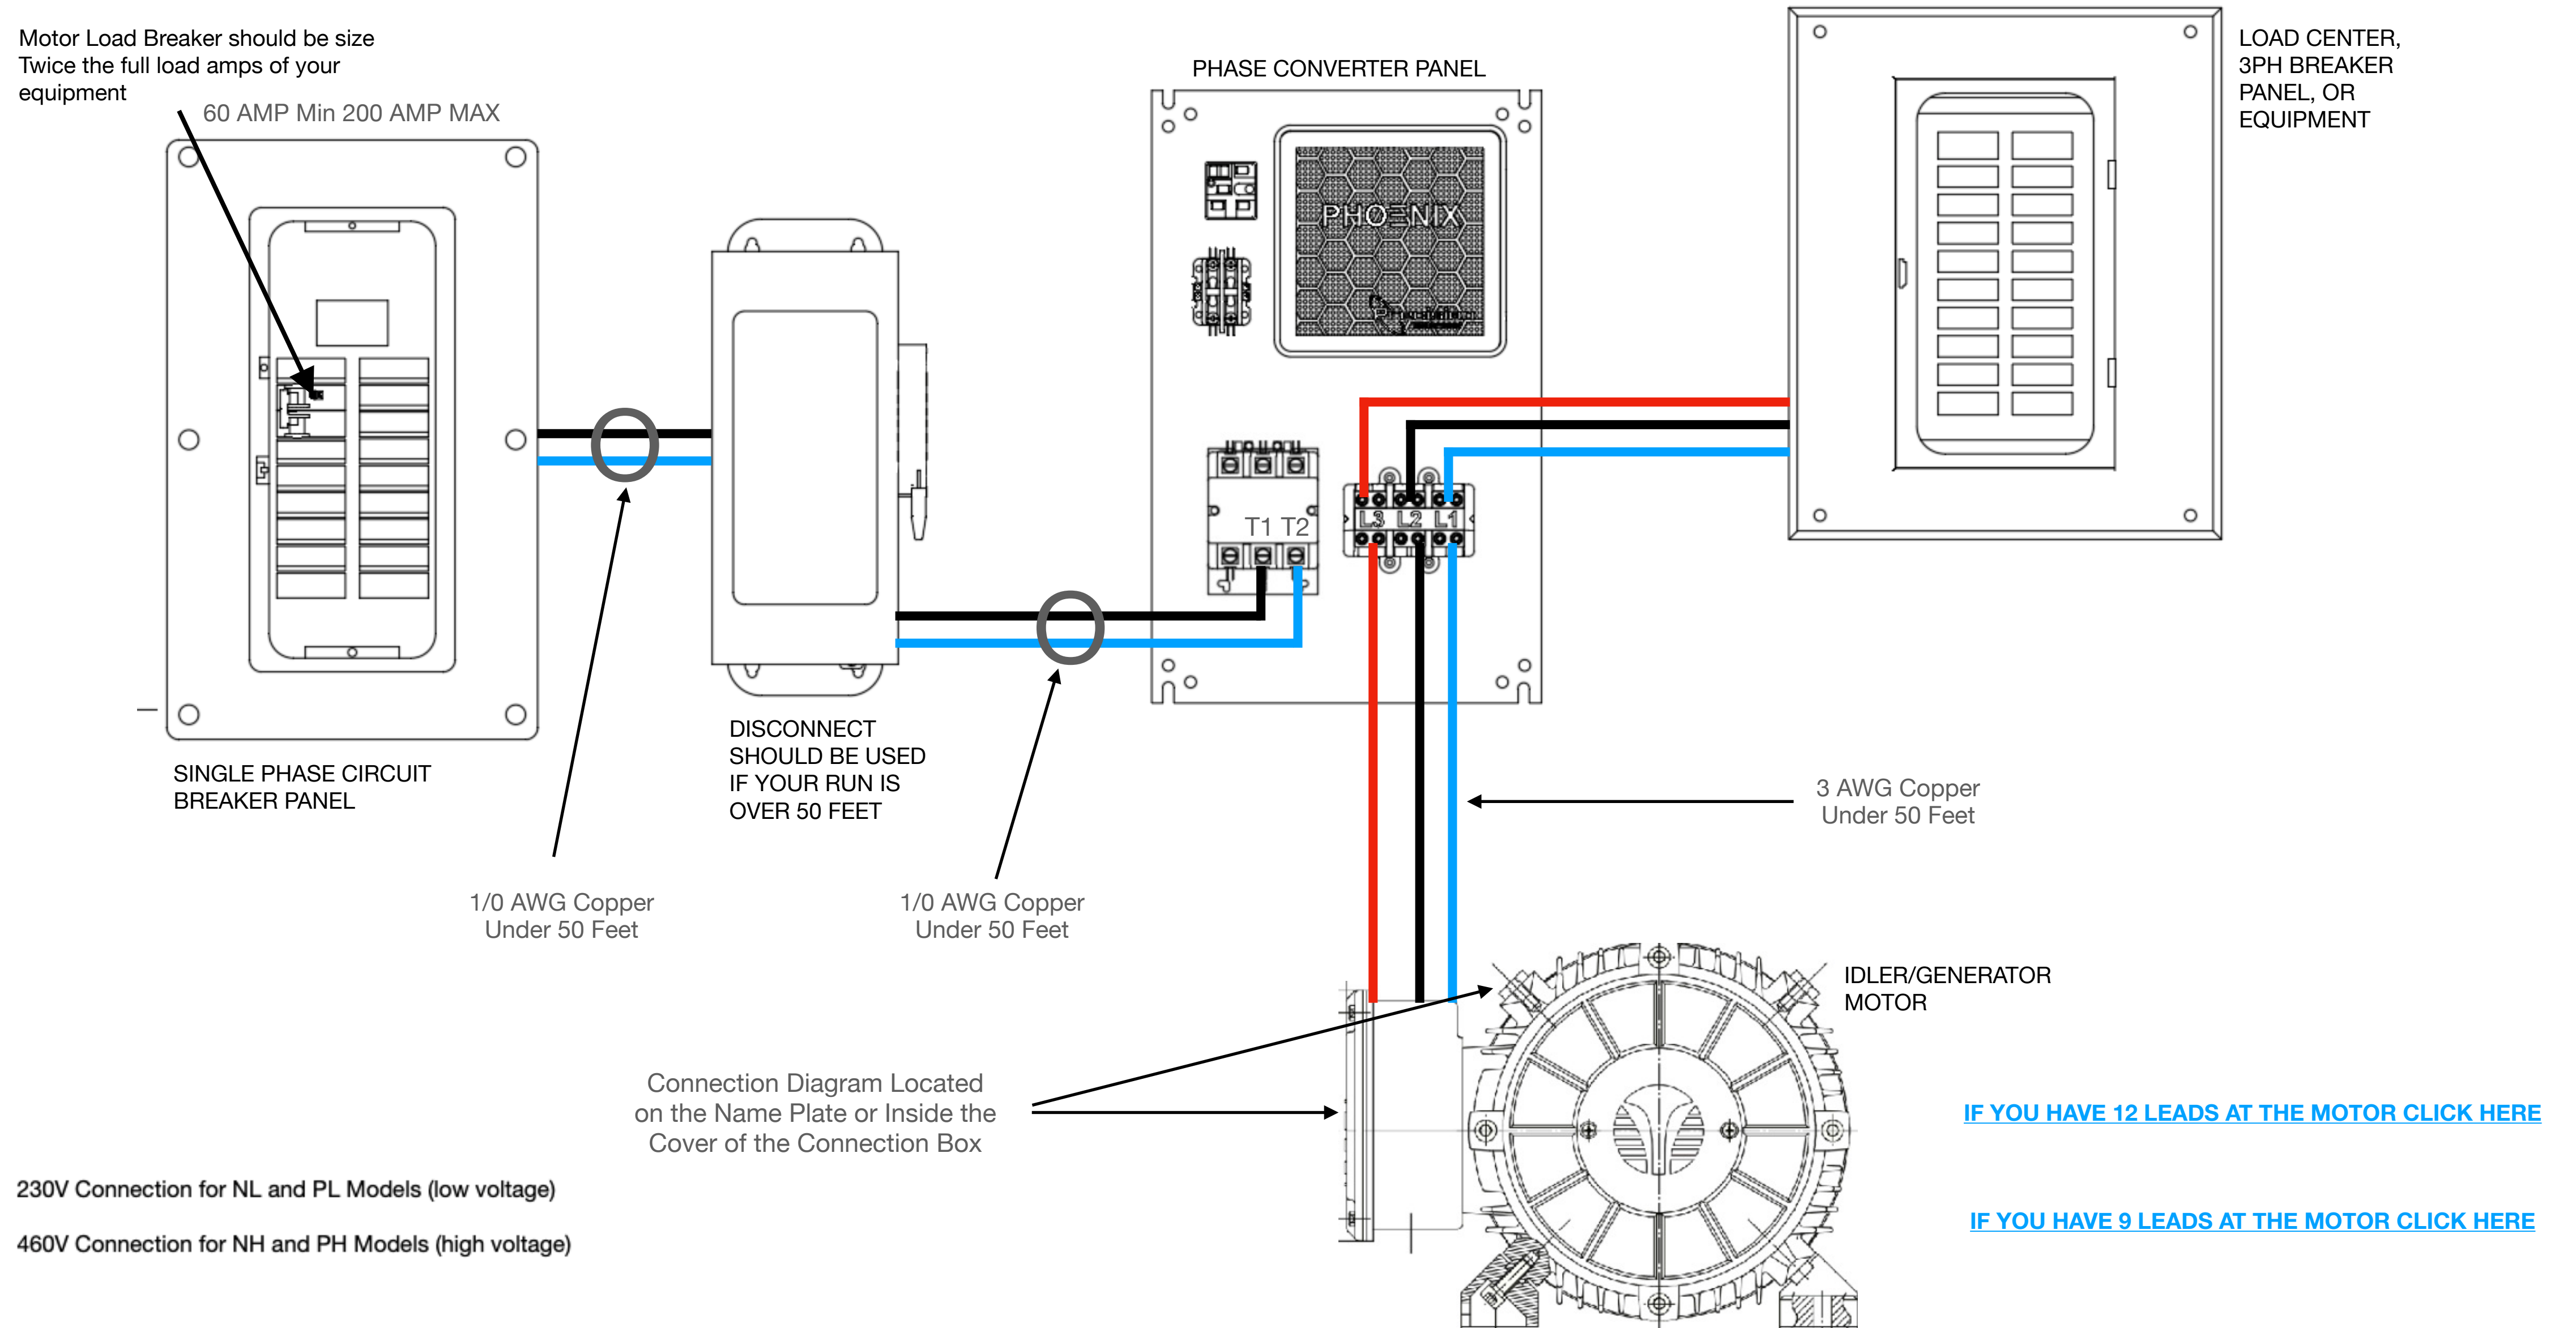 Motor Load Breaker should be size
Twice the full load amps of your
equipment
60 AMP Min 200 AMP MAX
PHASE CONVERTER PANEL
LOAD CENTER,
3PH BREAKER
PANEL, OR
EQUIPMENT
PHOENIX
T1 T2
L3 L2 L1
DISCONNECT
SHOULD BE USED
IF YOUR RUN IS
OVER 50 FEET
SINGLE PHASE CIRCUIT
BREAKER PANEL
3 AWG Copper
Under 50 Feet
1/0 AWG Copper
Under 50 Feet
1/0 AWG Copper
Under 50 Feet
IDLER/GENERATOR
MOTOR
Connection Diagram Located
on the Name Plate or Inside the
Cover of the Connection Box
IF YOU HAVE 12 LEADS AT THE MOTOR CLICK HERE
230V Connection for NL and PL Models (low voltage)
IF YOU HAVE 9 LEADS AT THE MOTOR CLICK HERE
460V Connection for NH and PH Models (high voltage)